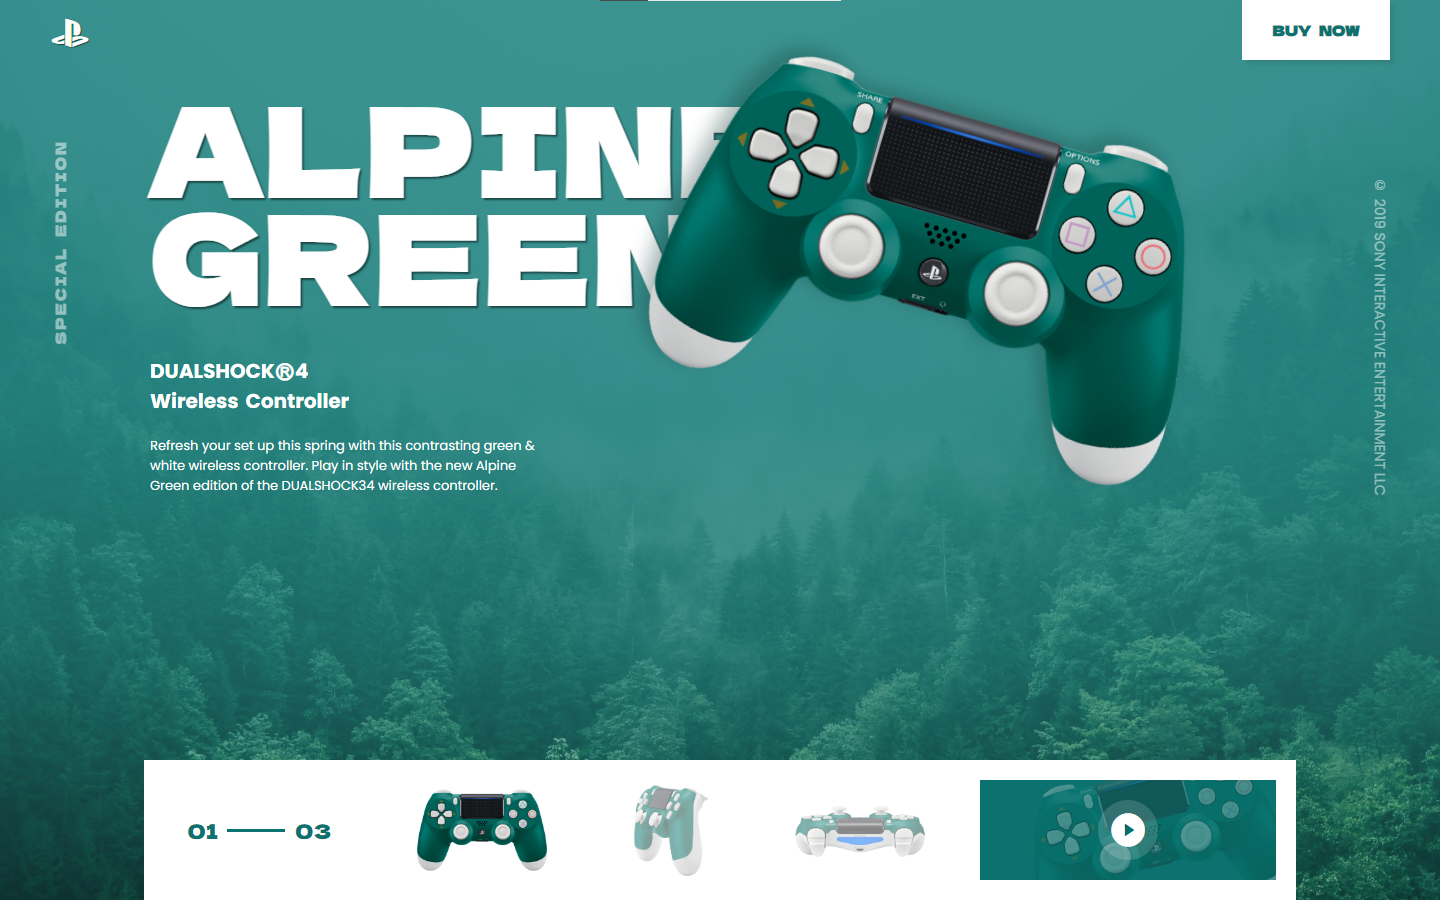 BUY NOW
ALPINE
GREEN
SPECIAL EDITION
SHARE
OPTIONS
EXT
© 2019 SONY INTERACTIVE ENTERTAINMENT LLC
DUALSHOCK®4
Wireless Controller
Refresh your set up this spring with this contrasting green &
white wireless controller. Play in style with the new Alpine
Green edition of the DUALSHOCK34 wireless controller.
01 03